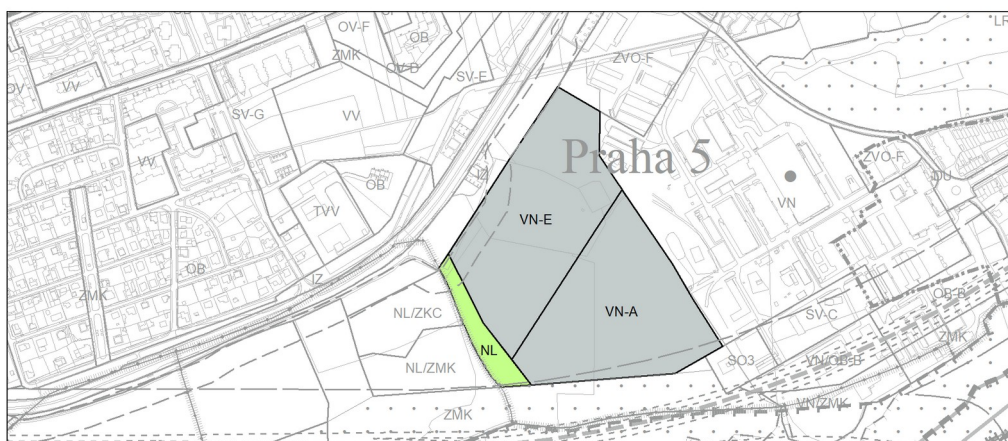 OV-F
OB
ZMK
OV-D
SV-F
ZVO-F
LR
OV
VV
SV-G
VV
Praha 5
VV
OB
IZ
ZVO-F
VN
DU
TVV
VN-E
OB
ZMK
IZ
NL/ZKC
VN-A
SV-C
OB-B
NL
NL/ZMK
SO3
VN/OB-B
ZMK
VN/ZMK
ZMK